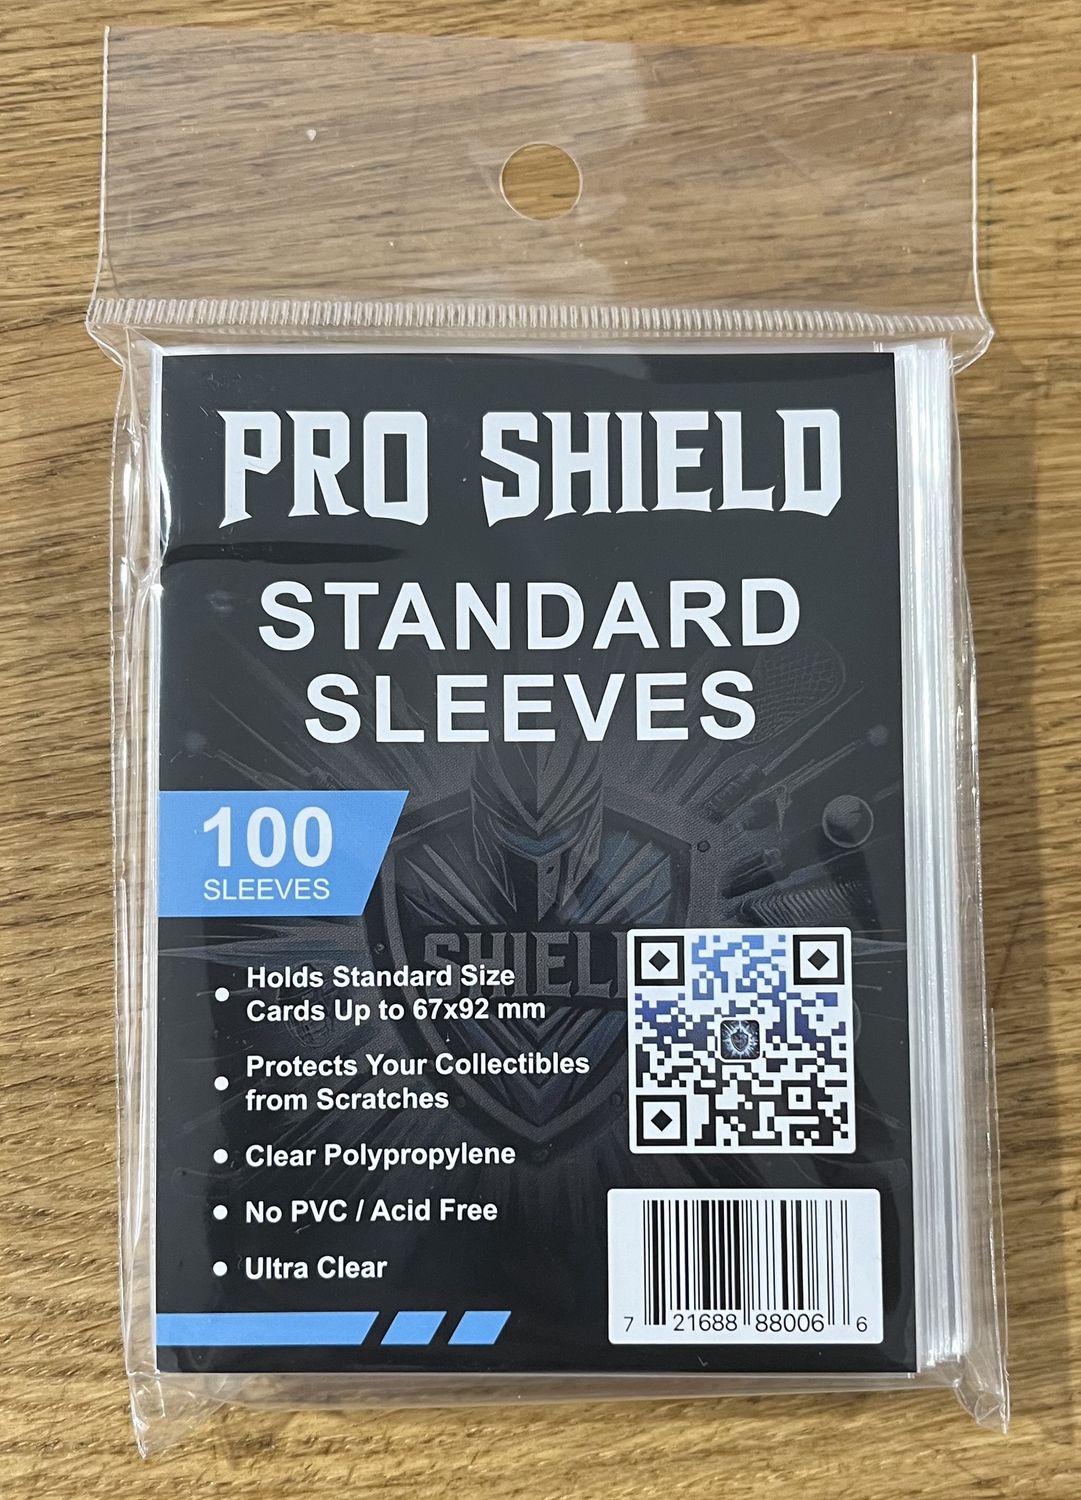 PRO SHIELD
STANDARD
SLEEVES
100
SLEEVES
SHIEL
Holds Standard Size
Cards Up to 67x92 mm
Protects Your Collectibles
from Scratches
Clear Polypropylene
No PVC / Acid Free
Ultra Clear
7 21688 88006 6